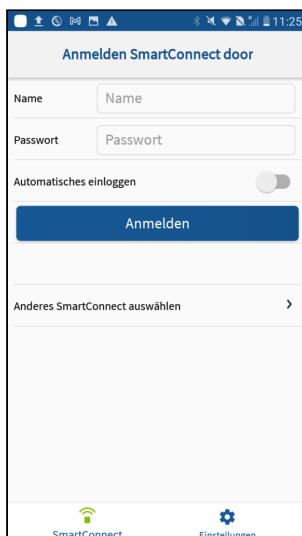 11:25
Anmelden SmartConnect door
Name Name
Passwort Passwort
Automatisches einloggen
Anmelden
Anderes SmartConnect auswählen
SmartConnect Einstellungen